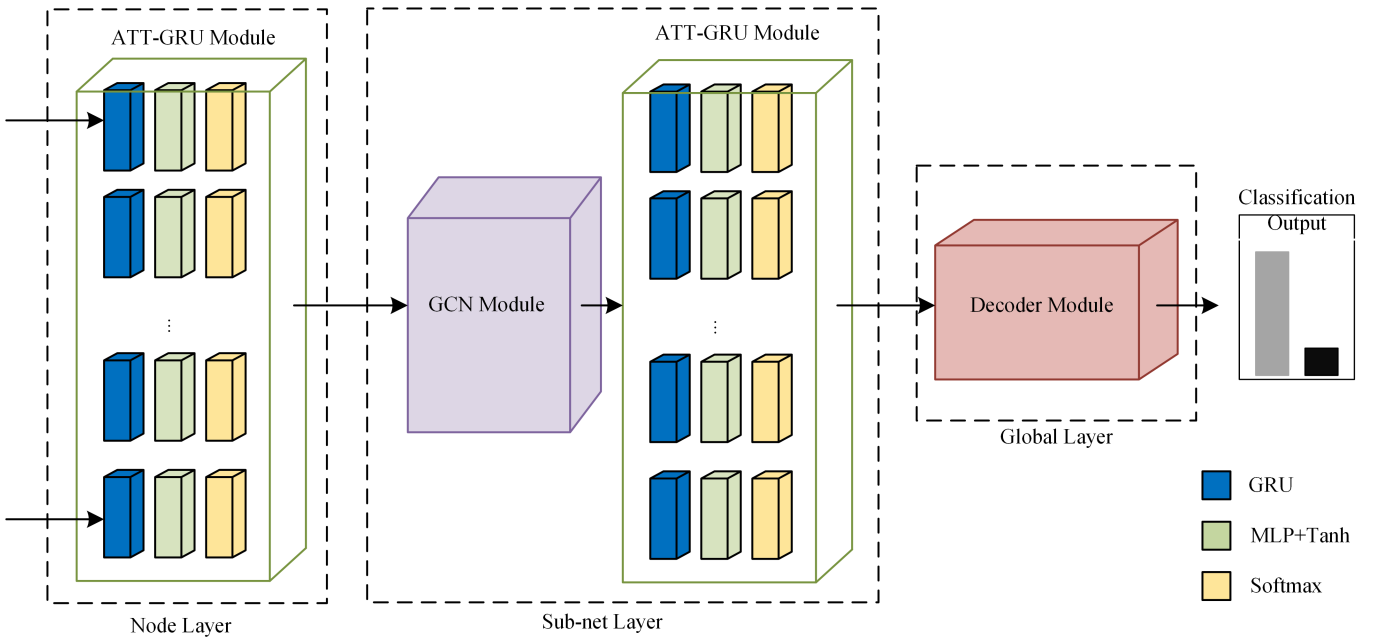 ATT-GRU Module
⋮
Node Layer
GCN Module
ATT-GRU Module
⋮
Sub-net Layer
Decoder Module
Global Layer
Classification
Output
GRU
MLP+Tanh
Softmax